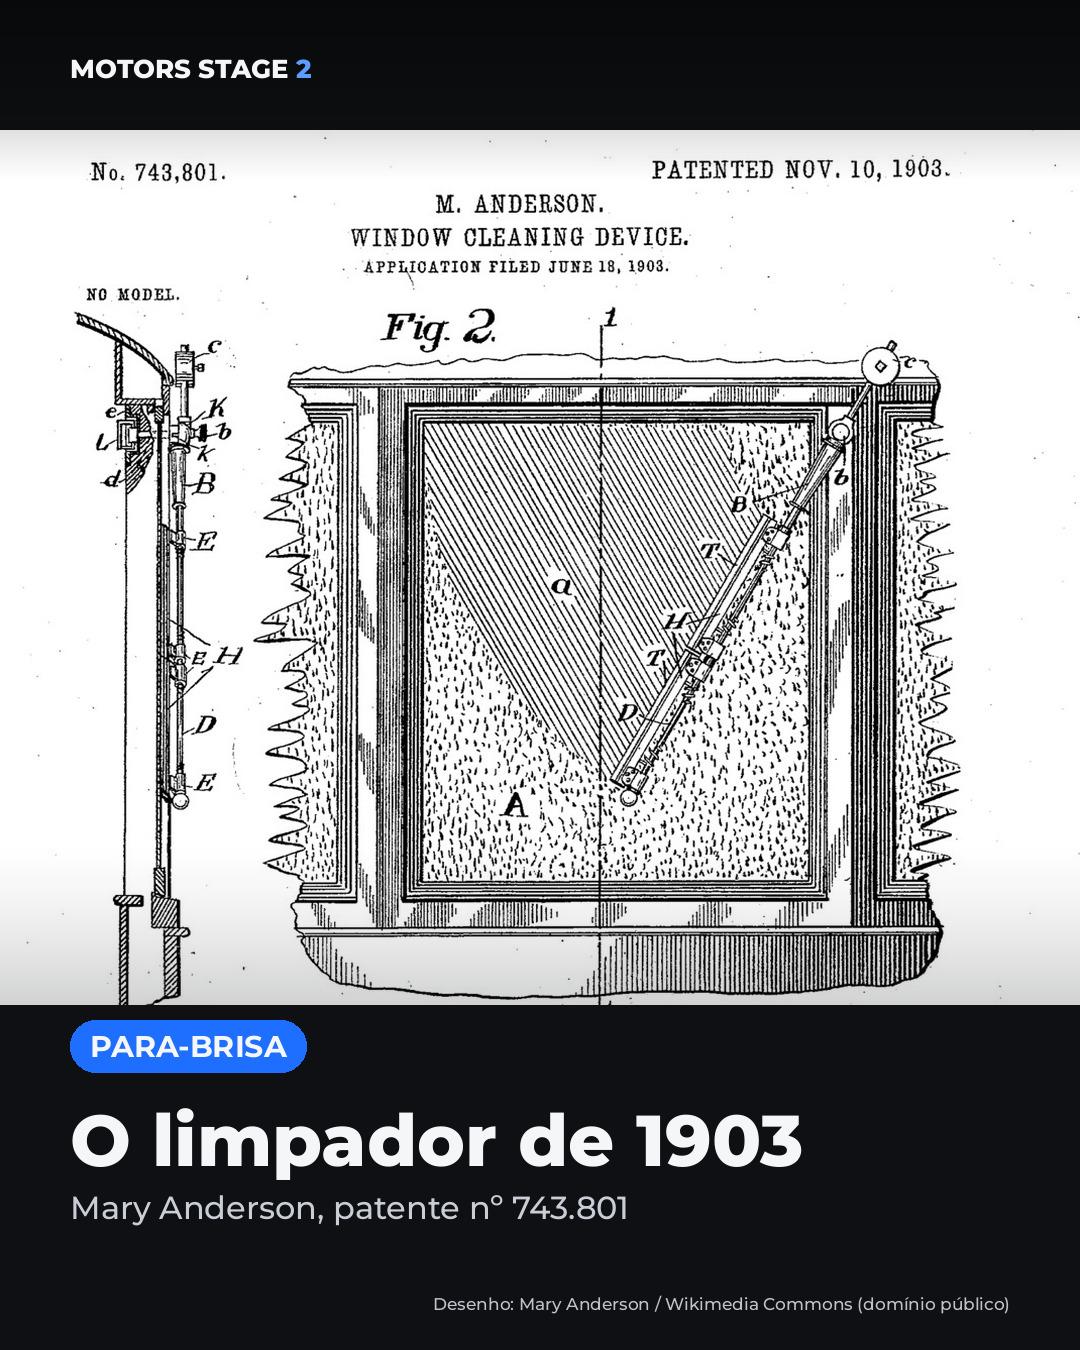 MOTORS STAGE 2
No. 743,801.
PATENTED NOV. 10, 1903.
M. ANDERSON.
WINDOW CLEANING DEVICE.
APPLICATION FILED JUNE 18, 1903.
NO MODEL.
Fig. 2.
1
c
c
e
K
l
b
k
d
B
b
B
E
T
a
H
E
H
T
D
D
E
A
PARA-BRISA
O limpador de 1903
Mary Anderson, patente nº 743.801
Desenho: Mary Anderson / Wikimedia Commons (domínio público)